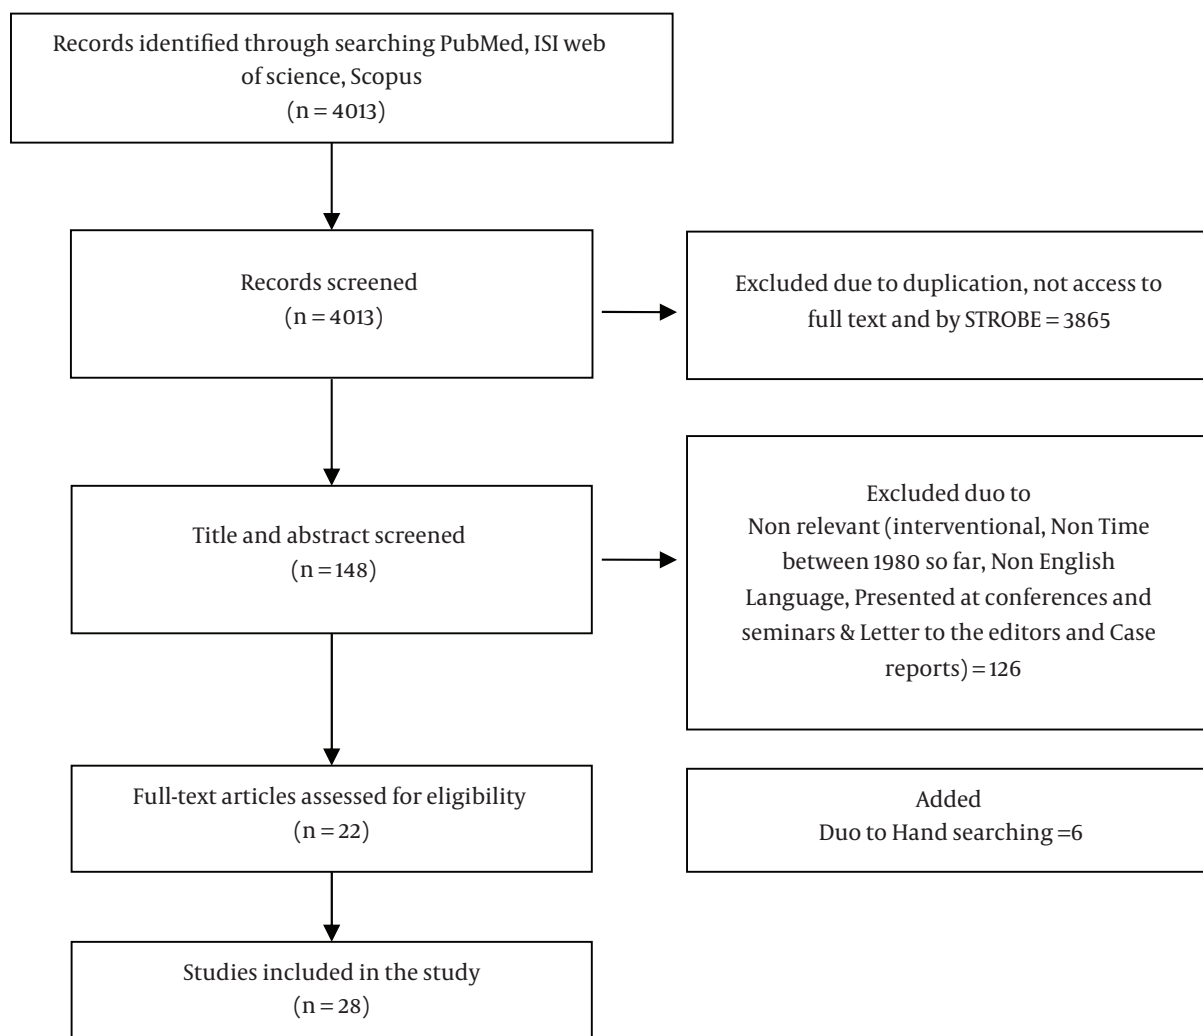 Records identified through searching PubMed, ISI web
of science, Scopus
(n = 4013)
Records screened
(n = 4013)
Excluded due to duplication, not access to
full text and by STROBE = 3865
Title and abstract screened
(n = 148)
Excluded duo to
Non relevant (interventional, Non Time
between 1980 so far, Non English
Language, Presented at conferences and
seminars & Letter to the editors and Case
reports) = 126
Full-text articles assessed for eligibility
(n = 22)
Added
Duo to Hand searching =6
Studies included in the study
(n = 28)